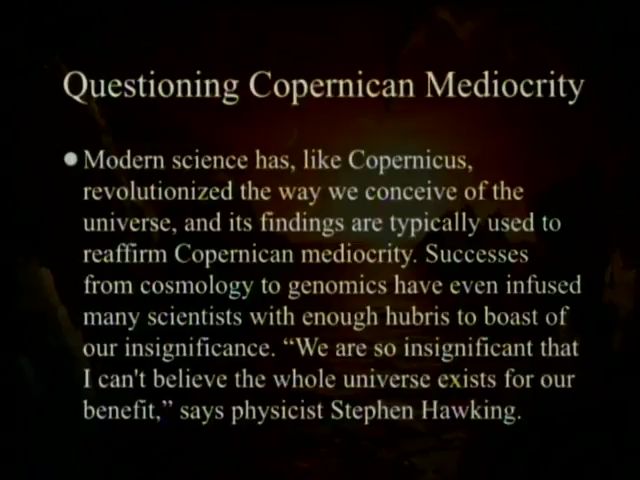 Questioning Copernican Mediocrity
Modern science has, like Copernicus,
revolutionized the way we conceive of the
universe, and its findings are typically used to
reaffirm Copernican mediocrity. Successes
from cosmology to genomics have even infused
many scientists with enough hubris to boast of
our insignificance. “We are so insignificant that
I can't believe the whole universe exists for our
benefit,” says physicist Stephen Hawking.